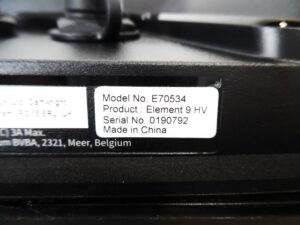 Model No. E70534
Product : Element 9 HV
Serial No. 0190792
Made in China
3A Max.
BVBA, 2321, Meer, Belgium